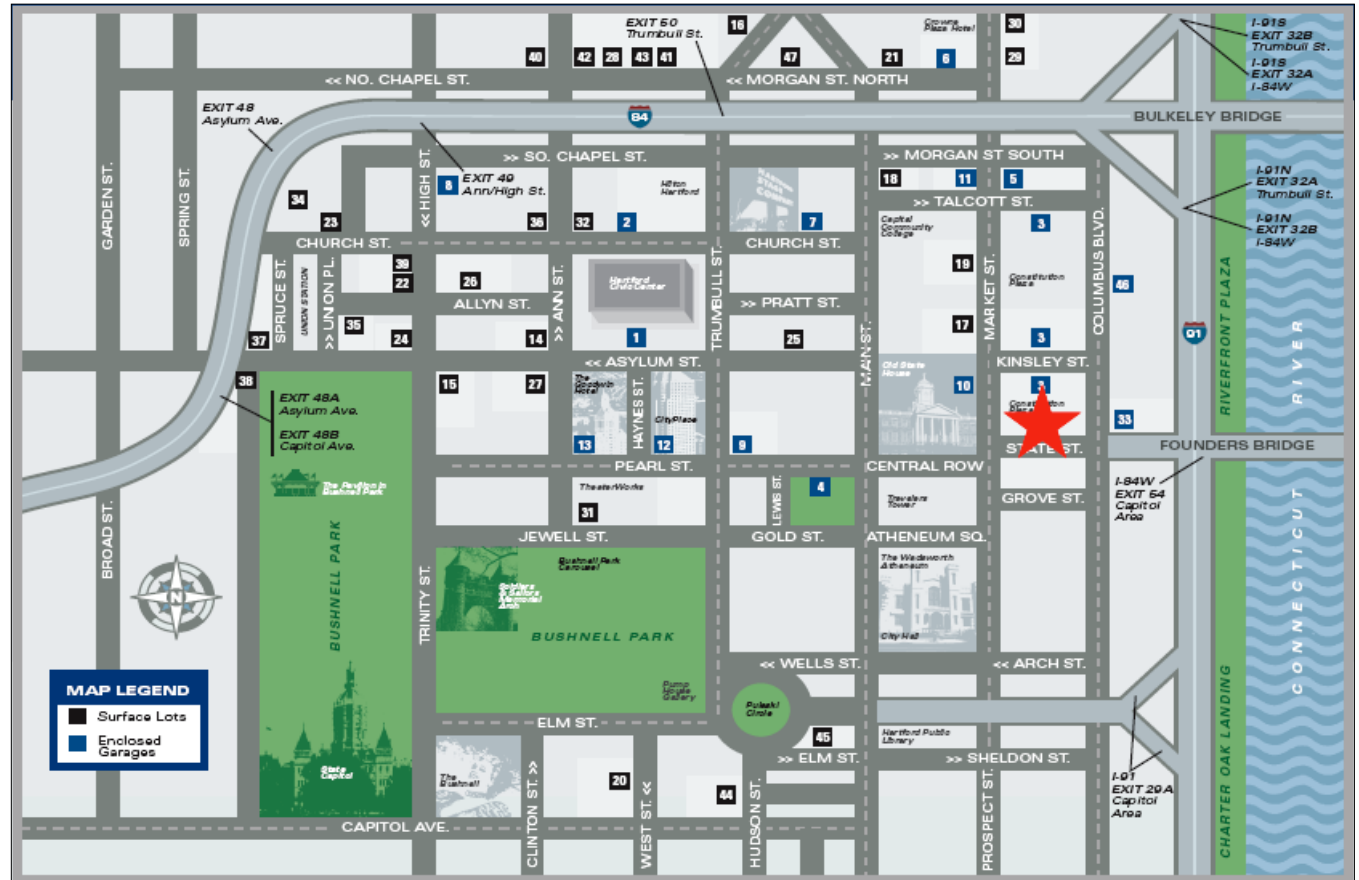 EXIT 50
Trumbull St.
16
Crowne
Plaza Hotel
30
I-91S
EXIT 32B
Trumbull St.
I-91S
EXIT 32A
I-84W
40
42
28
43
41
47
21
6
29
<< NO. CHAPEL ST.
<< MORGAN ST. NORTH
EXIT 48
Asylum Ave.
84
BULKELEY BRIDGE
GARDEN ST.
SPRING ST.
<< HIGH ST.
>> SO. CHAPEL ST.
>> MORGAN ST SOUTH
EXIT 49
Ann/High St.
8
Hilton
Hartford
HARTFORD
STAGE
COMPANY
18
11
5
I-91N
EXIT 32A
Trumbull St.
I-91N
EXIT 32B
I-84W
>> TALCOTT ST.
34
23
36
32
2
7
Capital
Community
College
3
CHURCH ST.
CHURCH ST.
SPRUCE ST.
UNION STATION
>> UNION PL.
39
22
26
>> ANN ST.
Hartford
Civic Center
TRUMBULL ST.
19
MARKET ST.
Constitution
Plaza
COLUMBUS BLVD.
46
RIVERFRONT PLAZA
RIVER
ALLYN ST.
>> PRATT ST.
37
35
24
14
1
25
MAIN ST.
17
3
91
<< ASYLUM ST.
KINSLEY ST.
38
EXIT 48A
Asylum Ave.
EXIT 48B
Capitol Ave.
15
27
The
Goodwin
Hotel
HAYNES ST.
CityPlace
Old State
House
10
3
Constitution
Plaza
33
13
12
9
STATE ST.
FOUNDERS BRIDGE
PEARL ST.
CENTRAL ROW
The Pavilion in
Bushnell Park
TheaterWorks
31
LEWIS ST.
4
Travelers
Tower
GROVE ST.
I-84W
EXIT 54
Capitol
Area
CONNECTICUT
BROAD ST.
JEWELL ST.
GOLD ST.
ATHENEUM SQ.
N
BUSHNELL PARK
TRINITY ST.
Soldiers
& Sailors
Memorial
Arch
Bushnell Park
Carousel
BUSHNELL PARK
The Wadsworth
Atheneum
City Hall
<< WELLS ST.
<< ARCH ST.
MAP LEGEND
Surface Lots
Enclosed
Garages
Pump
House
Gallery
Pulaski
Circle
CHARTER OAK LANDING
ELM ST.
45
Hartford Public
Library
>> ELM ST.
>> SHELDON ST.
State
Capitol
The
Bushnell
CLINTON ST. >>
20
WEST ST. <<
44
HUDSON ST.
PROSPECT ST.
I-91
EXIT 29A
Capitol
Area
CAPITOL AVE.